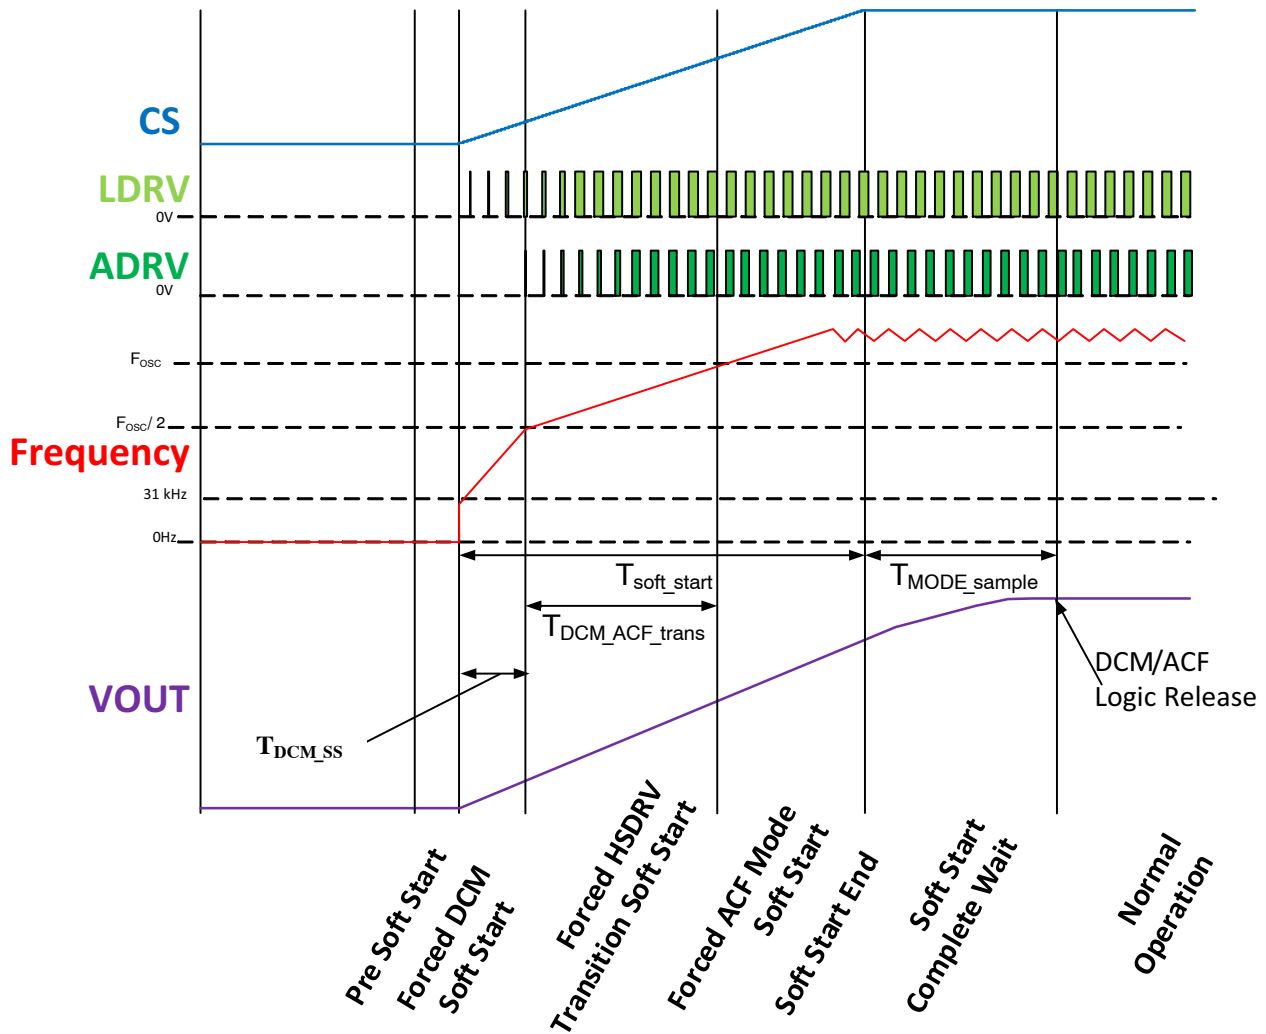 CS
LDRV
0V
ADRV
0V
FOSC
FOSC/ 2
Frequency
31 kHz
0Hz
Tsoft_start
TMODE_sample
TDCM_ACF_trans
DCM/ACF
Logic Release
VOUT
TDCM_SS
Pre Soft Start
Forced DCM
Soft Start
Forced HSDRV
Transition Soft Start
Forced ACF Mode
Soft Start
Soft Start End
Soft Start
Complete Wait
Normal
Operation